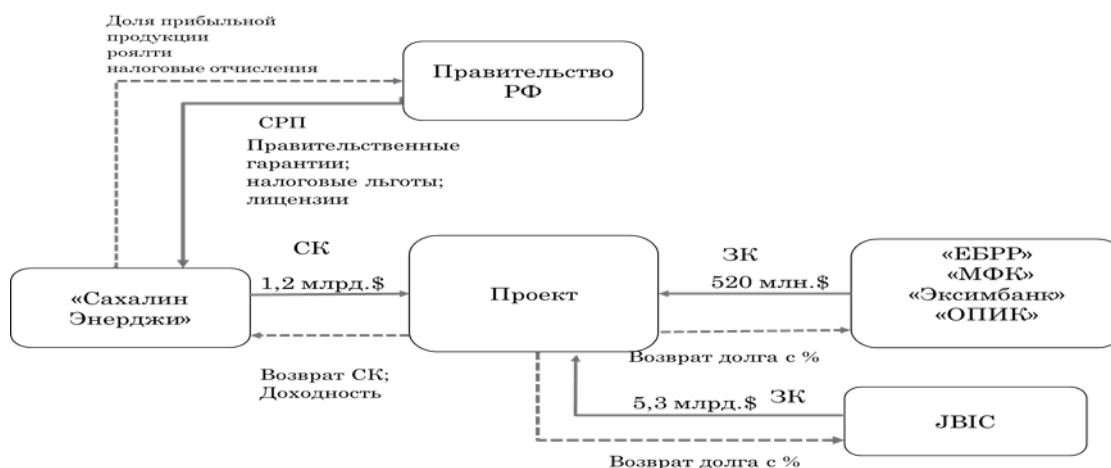 Доля прибыльной
продукции
роялти
налоговые отчисления
Правительство
РФ
СРП
Правительственные
гарантии;
налоговые льготы;
лицензии
«Сахалин
Энерджи»
СК
1,2 млрд.$
Возврат СК;
Доходность
Проект
ЗК
520 млн.$
Возврат долга с %
«ЕБРР»
«МФК»
«Эксимбанк»
«ОПИК»
5,3 млрд.$ ЗК
Возврат долга с %
JBIC